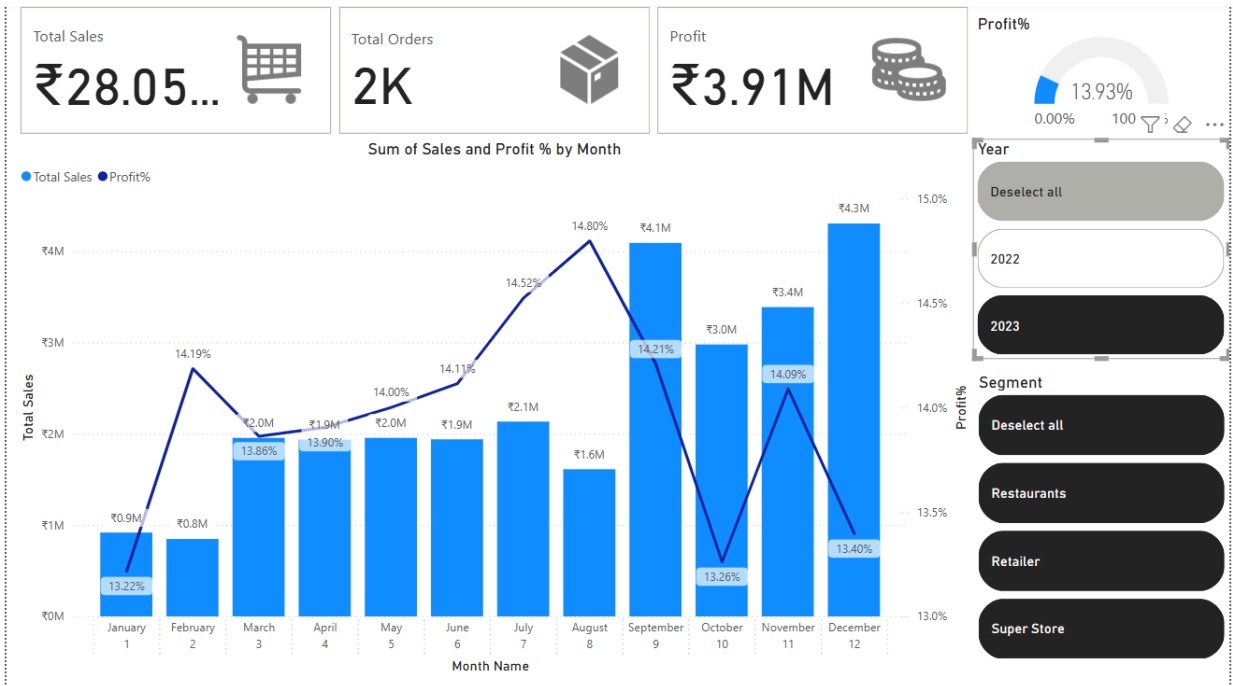 Total Sales
₹28.05...
Total Orders
2K
Profit
₹3.91M
Profit%
13.93%
0.00%
100
Sum of Sales and Profit % by Month
Total Sales Profit%
Total Sales
₹4M
₹3M
₹2M
₹1M
₹0M
₹0.9M
₹0.8M
₹2.0M
₹1.9M
₹2.0M
₹1.9M
₹2.1M
₹1.6M
₹4.1M
₹3.0M
₹3.4M
₹4.3M
13.22%
14.19%
13.86%
13.90%
14.00%
14.11%
14.52%
14.80%
14.21%
13.26%
14.09%
13.40%
15.0%
14.5%
14.0%
13.5%
13.0%
Profit%
January February March April May June July August September October November December
1 2 3 4 5 6 7 8 9 10 11 12
Month Name
Year
Deselect all
2022
2023
Segment
Deselect all
Restaurants
Retailer
Super Store